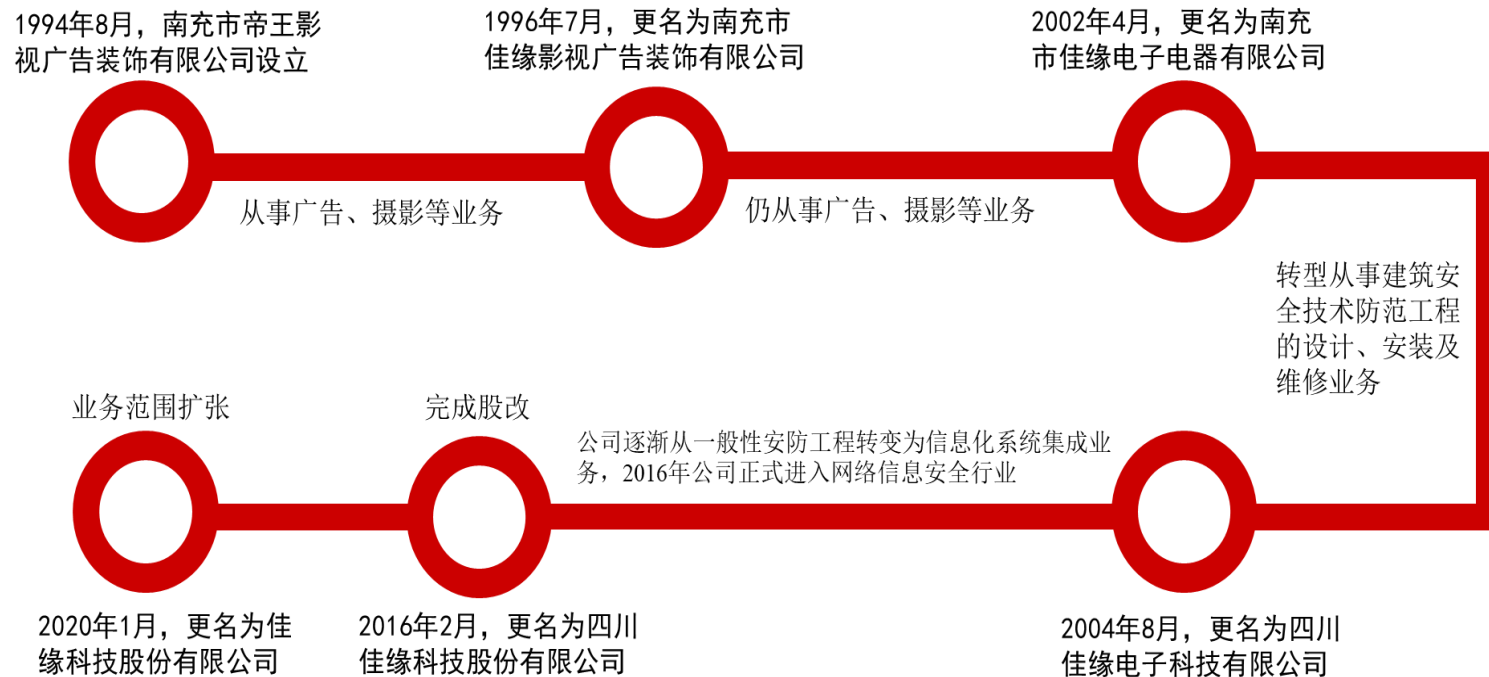 1994年8月，南充市帝王影
视广告装饰有限公司设立
1996年7月，更名为南充市
佳缘影视广告装饰有限公司
2002年4月，更名为南充
市佳缘电子电器有限公司
从事广告、摄影等业务
仍从事广告、摄影等业务
转型从事建筑安
全技术防范工程
的设计、安装及
维修业务
2004年8月，更名为四川
佳缘电子科技有限公司
公司逐渐从一般性安防工程转变为信息化系统集成业
务，2016年公司正式进入网络信息安全行业
完成股改
2016年2月，更名为四川
佳缘科技股份有限公司
业务范围扩张
2020年1月，更名为佳
缘科技股份有限公司